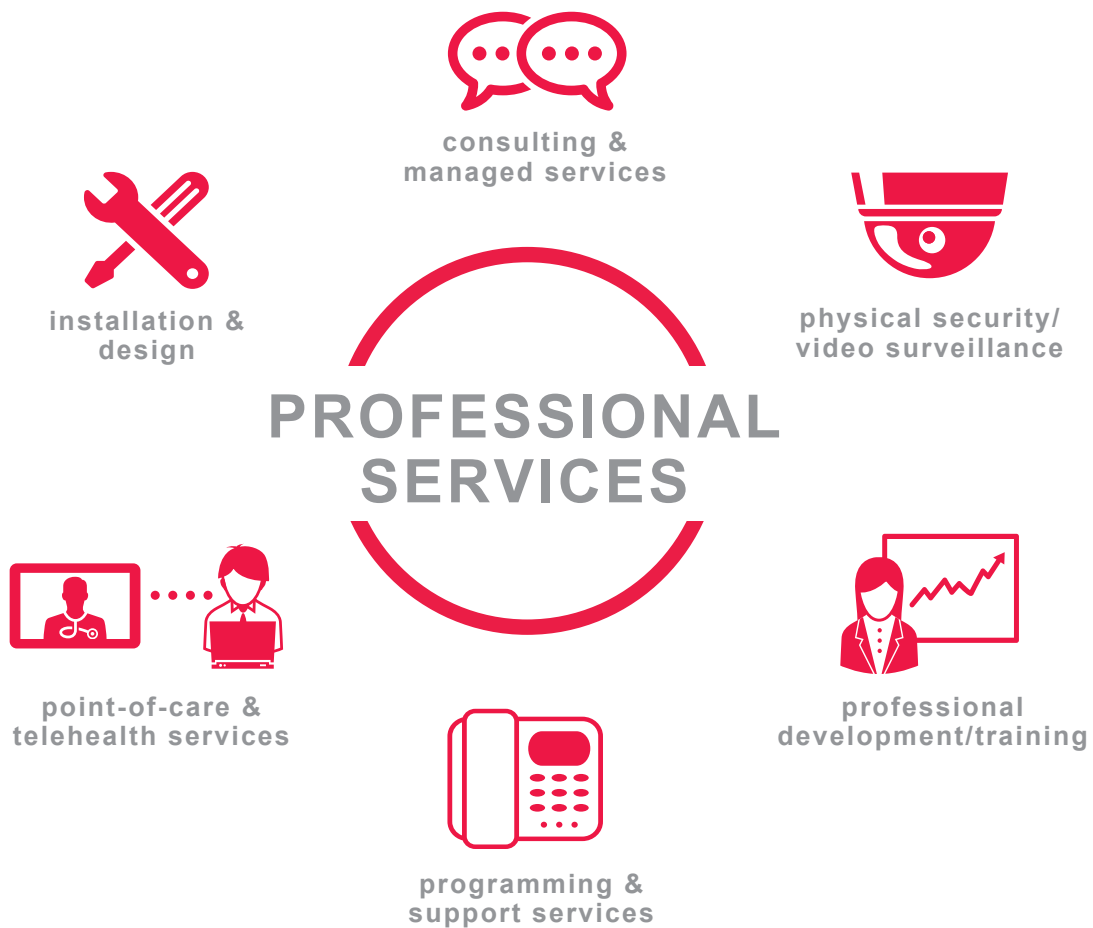 consulting &
managed services
installation &
design
physical security/
video surveillance
PROFESSIONAL
SERVICES
point-of-care &
telehealth services
professional
development/training
programming &
support services